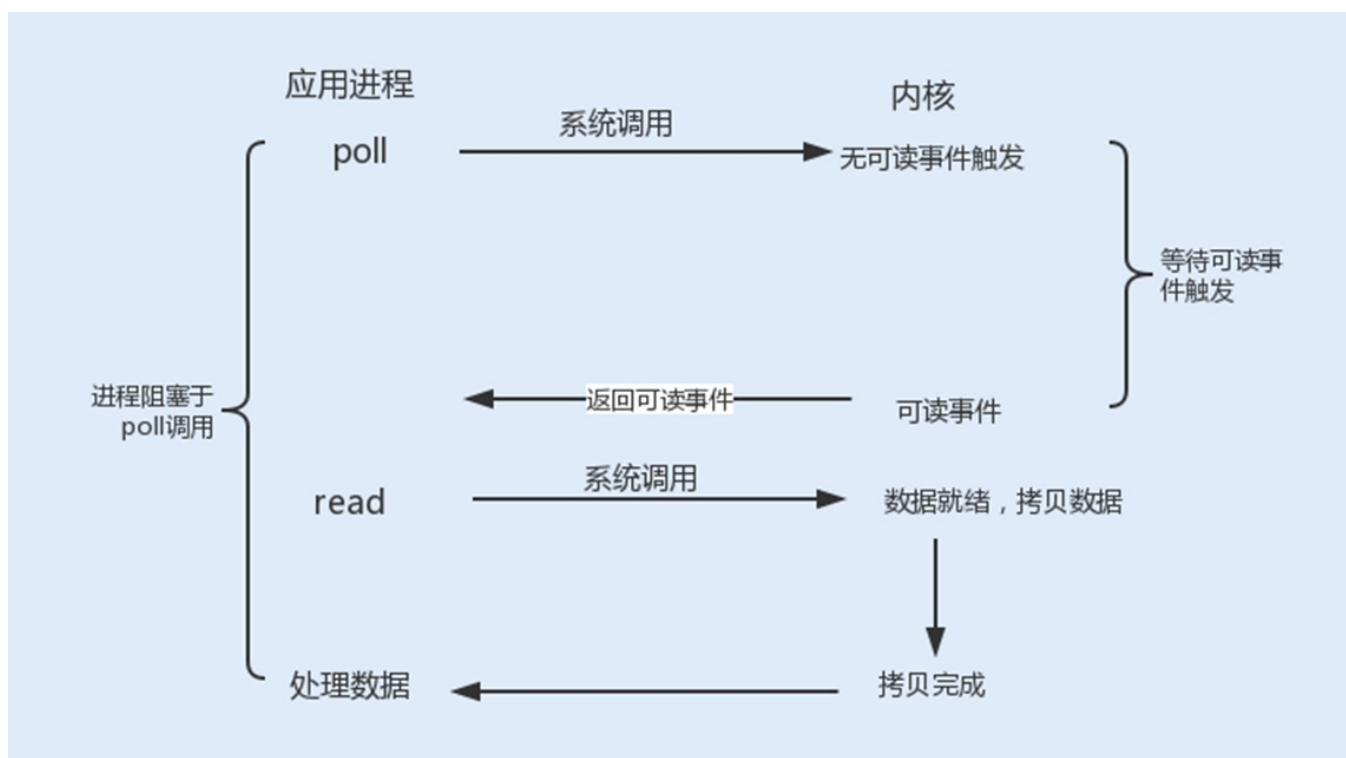 应用进程
内核
系统调用
poll
无可读事件触发
等待可读事
件触发
进程阻塞于
poll调用
返回可读事件
可读事件
系统调用
read
数据就绪，拷贝数据
处理数据
拷贝完成